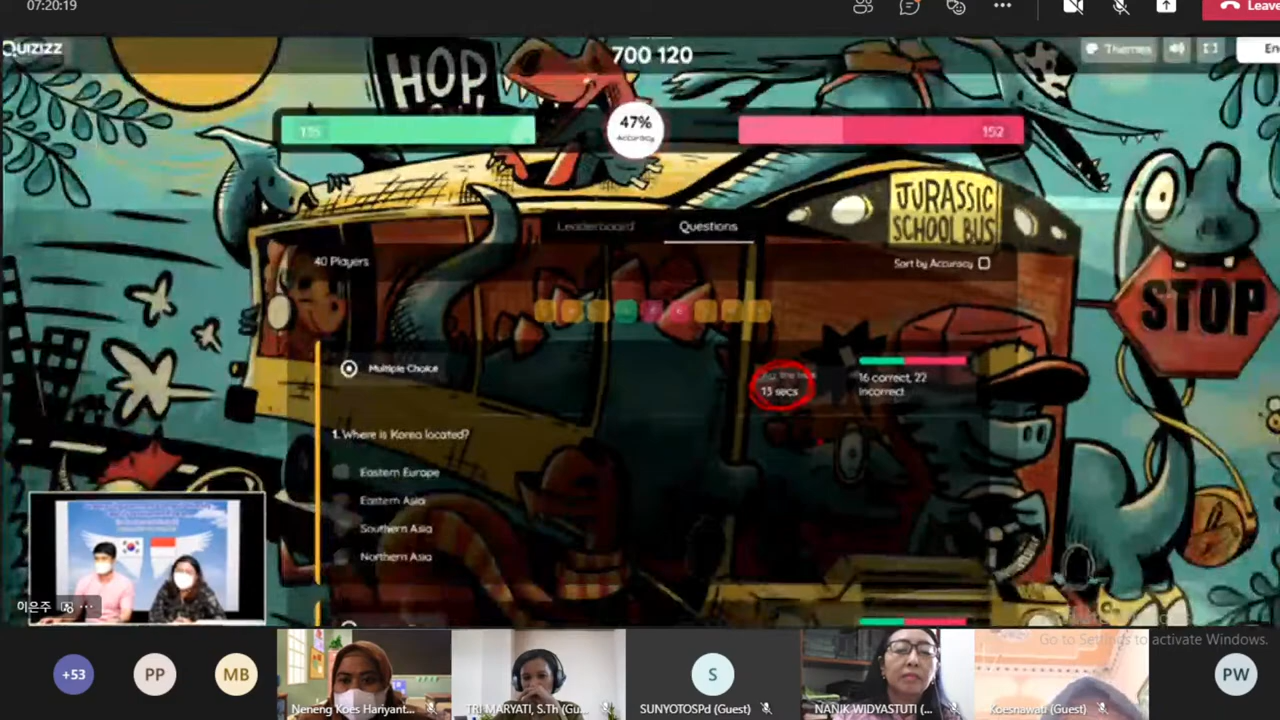 07:20:19
Leave
QUIZIZZ
HOP
700 120
Themes
En
47%
Accuracy
152
JURASSIC
SCHOOL BUS
STOP
Leaderboard
Questions
40 Players
Sort by Accuracy
Multiple Choice
15 secs
16 correct, 22
Incorrect
1. Where is Korea located?
Eastern Europe
Eastern Asia
Southern Asia
Northern Asia
이은주
Go to Settings to activate Windows.
+53
PP
MB
S
PW
Neneng Koes Hariyant...
TRI MARYATI, S.Th (Gu...
SUNYOTOSPd (Guest)
NANIK WIDYASTUTI (...
Koesnawati (Guest)